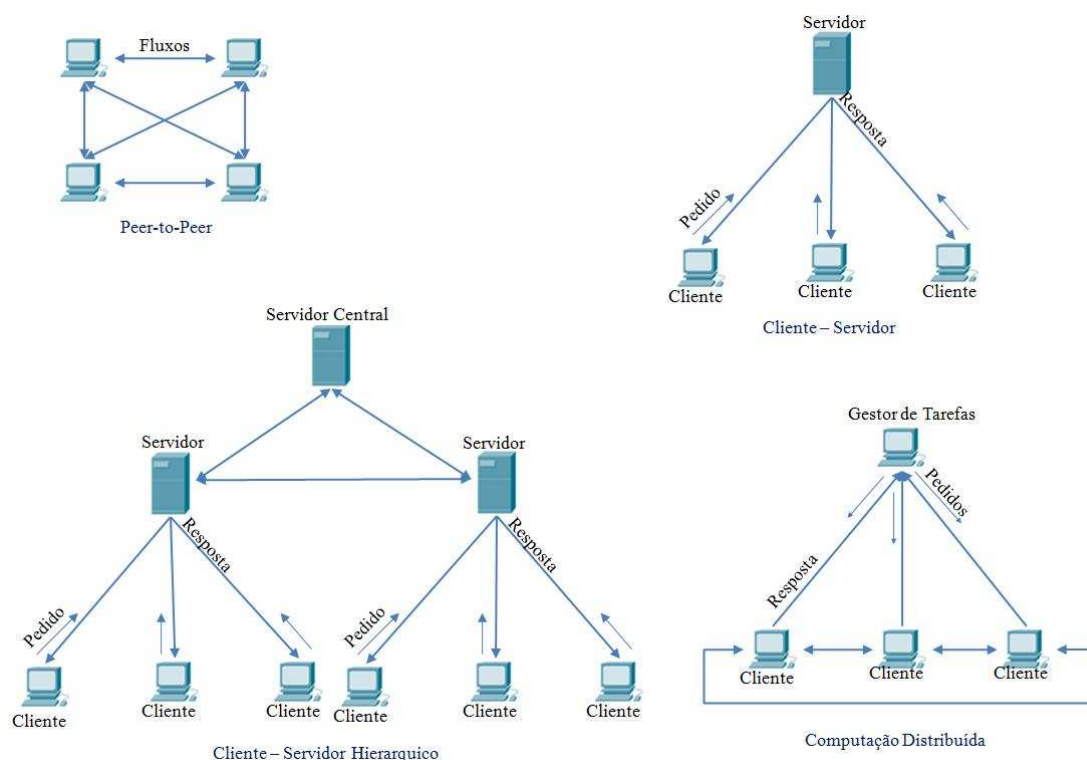 Fluxos
Peer-to-Peer
Servidor
Resposta
Pedido
Cliente
Cliente
Cliente
Cliente – Servidor
Servidor Central
Servidor
Servidor
Resposta
Resposta
Pedido
Pedido
Cliente
Cliente
Cliente
Cliente
Cliente
Cliente
Cliente – Servidor Hierarquico
Gestor de Tarefas
Pedidos
Resposta
Cliente
Cliente
Cliente
Computação Distribuída